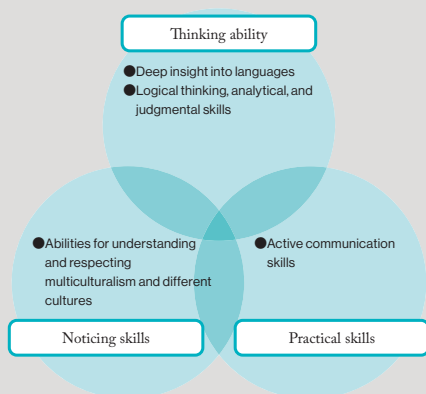 Thinking ability
●Deep insight into languages
●Logical thinking, analytical, and
judgmental skills
●Abilities for understanding
and respecting
multiculturalism and different
cultures
Noticing skills
●Active communication
skills
Practical skills